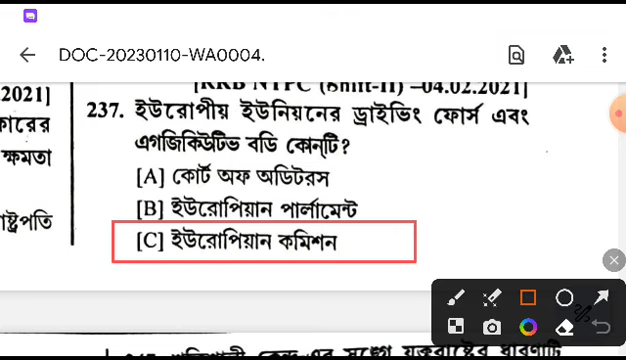 DOC-20230110-WA0004.
[RRB NTPC (Shift-II) –04.02.2021]
2021]
237. ইউরোপীয় ইউনিয়নের ড্রাইভিং ফোর্স এবং
কারের
এগজিকিউটিভ বডি কোন্‌টি?
ক্ষমতা
[A] কোর্ট অফ অডিটরস
[B] ইউরোপিয়ান পার্লামেন্ট
ষ্ট্রপতি
[C] ইউরোপিয়ান কমিশন